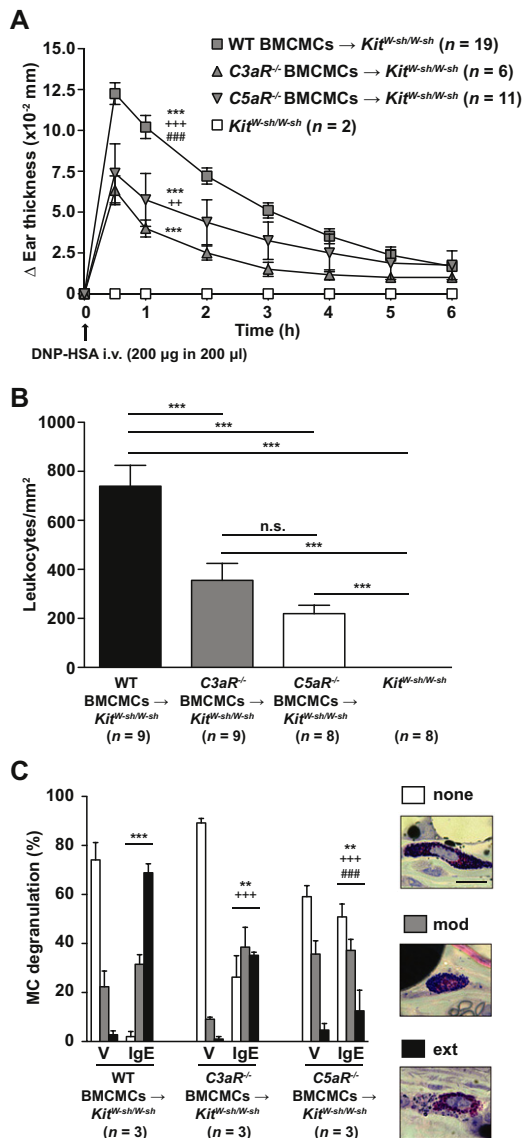 A
WT BMCMCs → Kit^W-sh/W-sh (n = 19)
C3aR^-/- BMCMCs → Kit^W-sh/W-sh (n = 6)
C5aR^-/- BMCMCs → Kit^W-sh/W-sh (n = 11)
Kit^W-sh/W-sh (n = 2)
Δ Ear thickness (x10^-2 mm)
15.0
12.5
10.0
7.5
5.0
2.5
0
***
+++
###
***
++
***
0 1 2 3 4 5 6
Time (h)
DNP-HSA i.v. (200 µg in 200 µl)
B
Leukocytes/mm²
1000
800
600
400
200
0
***
***
***
n.s.
***
***
WT
BMCMCs →
Kit^W-sh/W-sh
(n = 9)
C3aR^-/-
BMCMCs →
Kit^W-sh/W-sh
(n = 9)
C5aR^-/-
BMCMCs →
Kit^W-sh/W-sh
(n = 8)
Kit^W-sh/W-sh
(n = 8)
C
MC degranulation (%)
100
80
60
40
20
0
***
**
+++
**
+++
###
V IgE V IgE V IgE
WT
BMCMCs →
Kit^W-sh/W-sh
(n = 3)
C3aR^-/-
BMCMCs →
Kit^W-sh/W-sh
(n = 3)
C5aR^-/-
BMCMCs →
Kit^W-sh/W-sh
(n = 3)
none
mod
ext